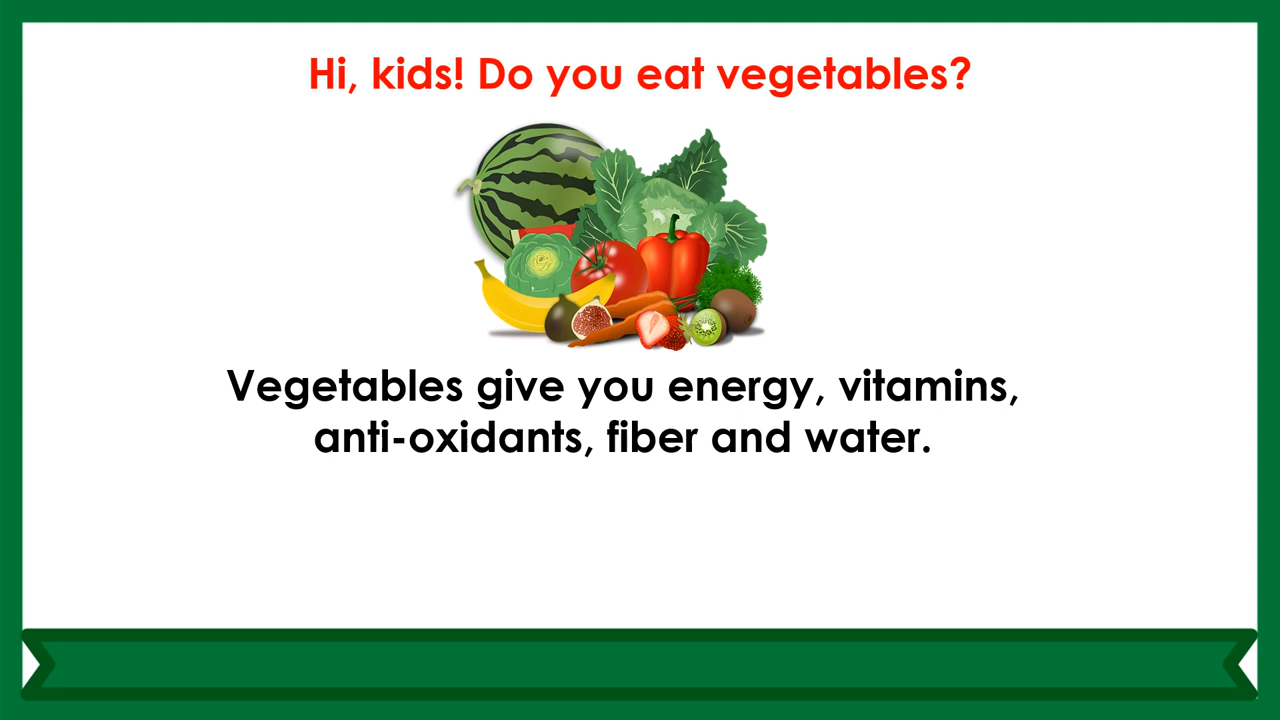 Hi, kids! Do you eat vegetables?
Vegetables give you energy, vitamins,
anti-oxidants, fiber and water.